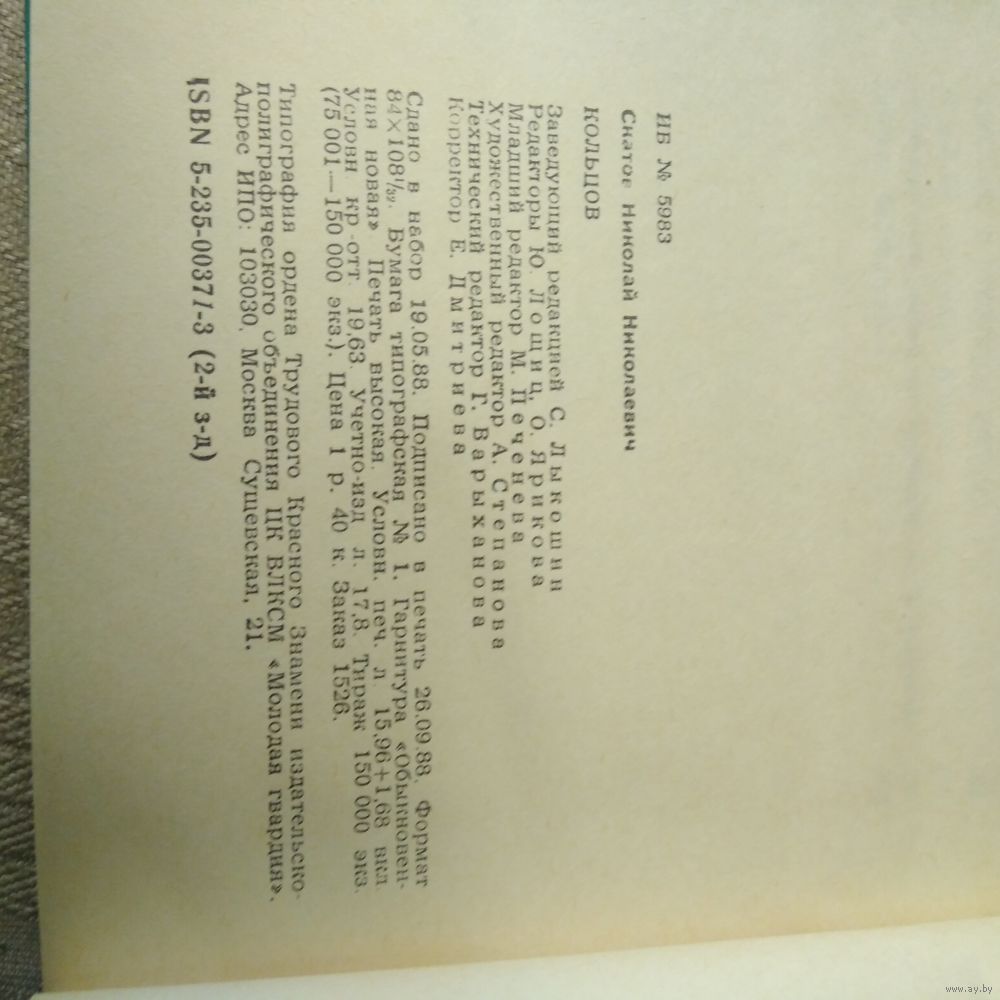 ИБ № 5983
Скатов Николай Николаевич
КОЛЬЦОВ
Заведующий редакцией С. Лыкошин
Редакторы Ю. Лощиц, О. Ярикова
Младший редактор М. Печенева
Художественный редактор А. Степанова
Технический редактор Г. Варыханова
Корректор Е. Дмитриева
Сдано в набор 19.05.88. Подписано в печать 26.09.88. Формат
84×108¹/₃₂. Бумага типографская № 1. Гарнитура «Обыкновен-
ная новая». Печать высокая. Условн. печ. л. 15,96+1,68 вкл.
Условн. кр.-отт. 19,63. Учетно-изд. л. 17,8. Тираж 150 000 экз.
(75 001—150 000 экз.). Цена 1 р. 40 к. Заказ 1526.
Типография ордена Трудового Красного Знамени издательско-
полиграфического объединения ЦК ВЛКСМ «Молодая гвардия».
Адрес ИПО: 103030, Москва, Сущевская, 21.
ISBN 5-235-00371-3 (2-й з-д)
www.ay.by